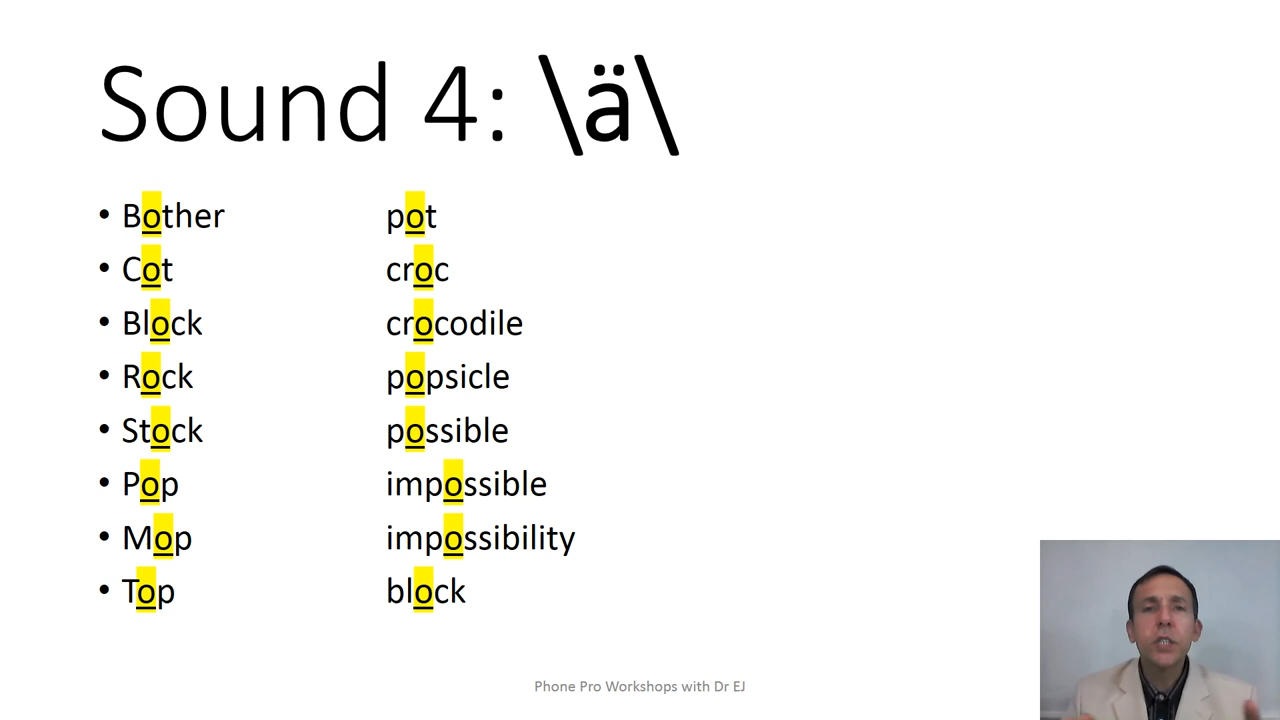 Sound 4: \ä\
• Bother pot
• Cot croc
• Block crocodile
• Rock popsicle
• Stock possible
• Pop impossible
• Mop impossibility
• Top block
Phone Pro Workshops with Dr EJ